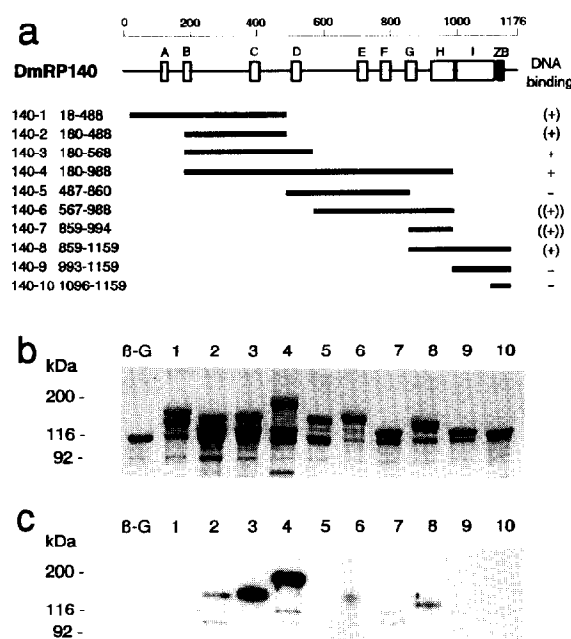 a
0 200 400 600 800 1000 1176
A B C D E F G H I ZB
DmRP140
DNA binding
140-1 18-488 (+)
140-2 180-488 (+)
140-3 180-568 +
140-4 180-988 +
140-5 487-860 –
140-6 567-988 ((+))
140-7 859-994 ((+))
140-8 859-1159 (+)
140-9 993-1159 –
140-10 1096-1159 –
b
kDa
ß-G 1 2 3 4 5 6 7 8 9 10
200 -
116 -
92 -
c
kDa
ß-G 1 2 3 4 5 6 7 8 9 10
200 -
116 -
92 -